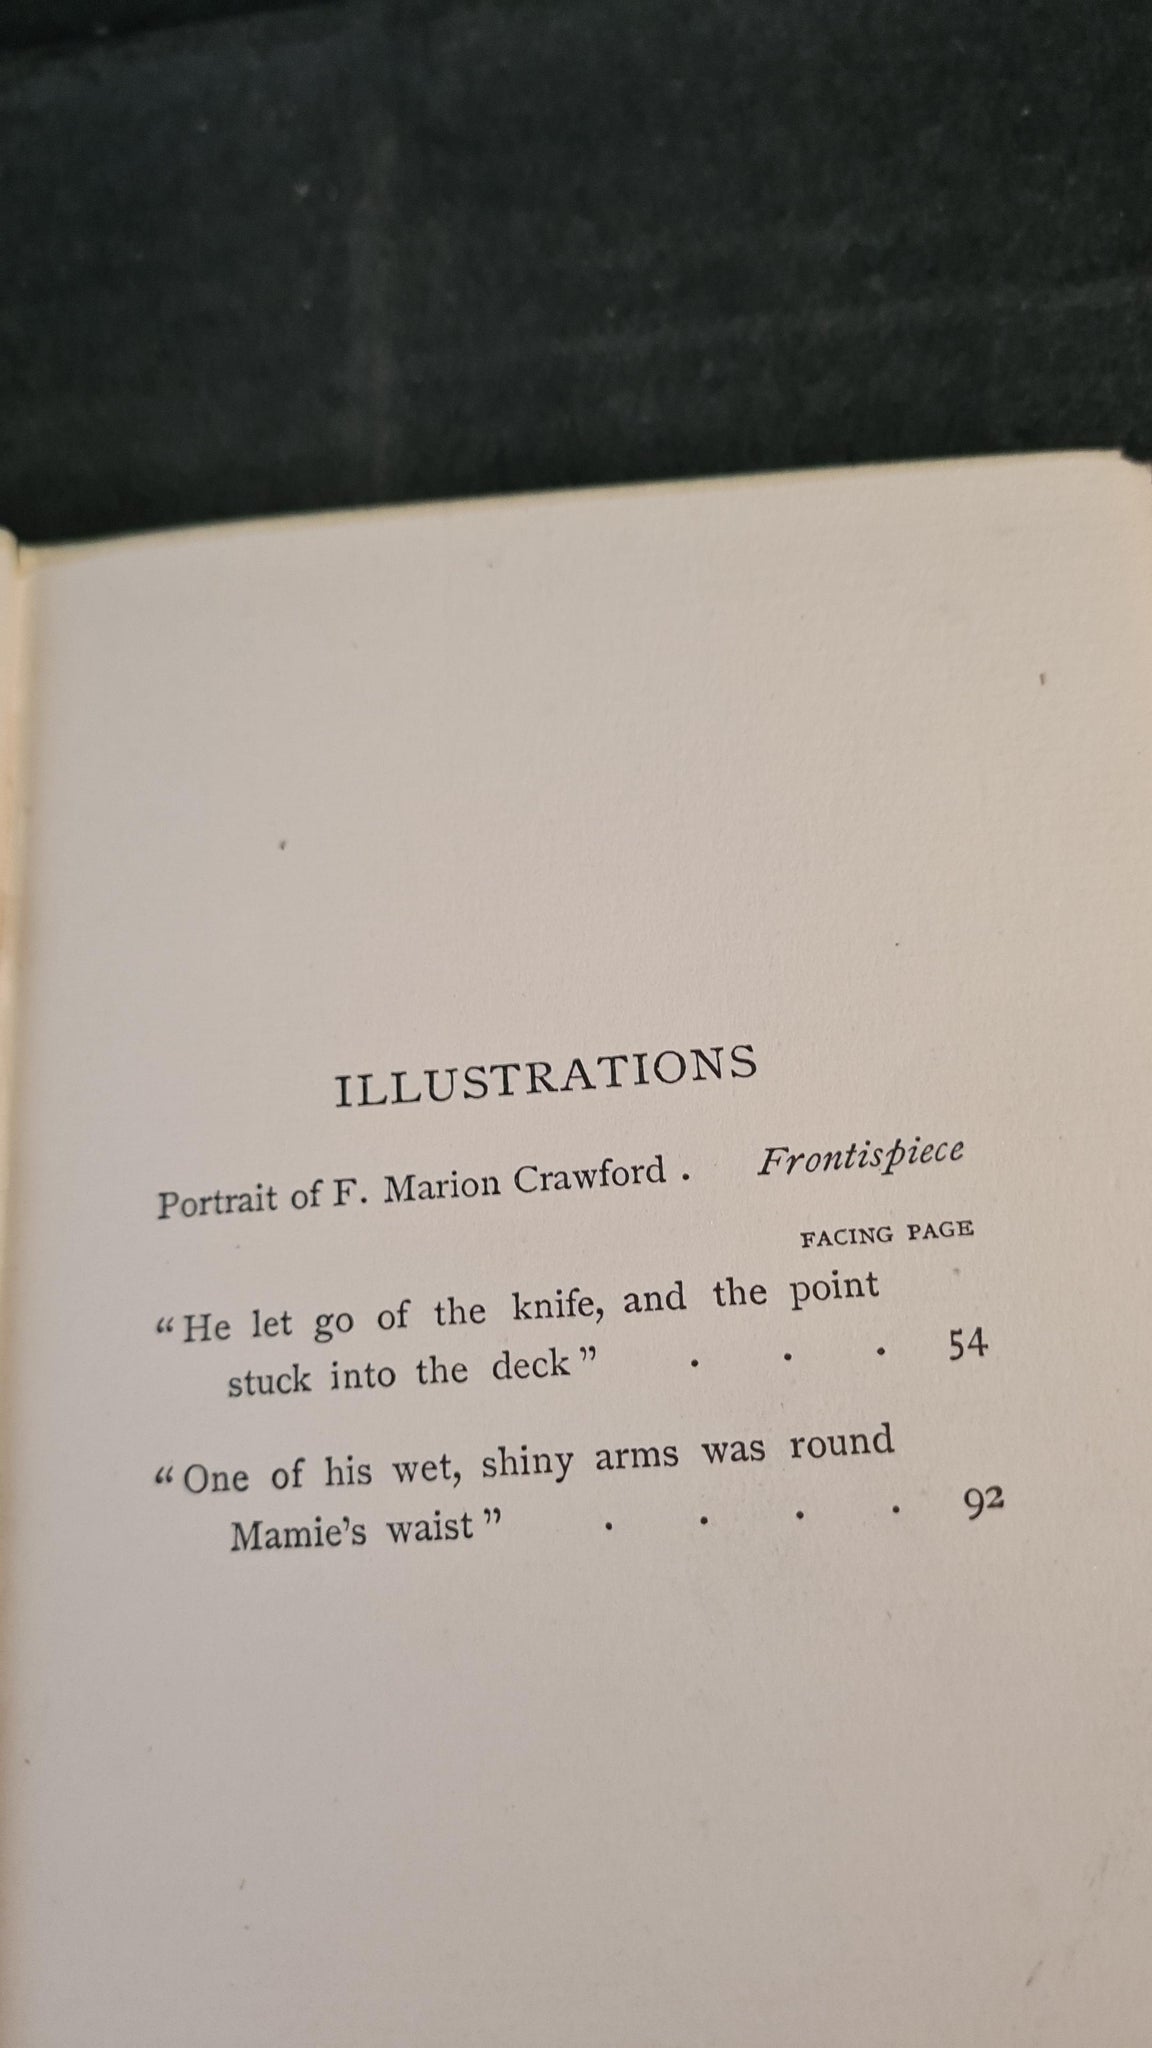 ILLUSTRATIONS
Portrait of F. Marion Crawford . Frontispiece
FACING PAGE
“He let go of the knife, and the point
stuck into the deck” . . . 54
“One of his wet, shiny arms was round
Mamie’s waist” . . . . 92